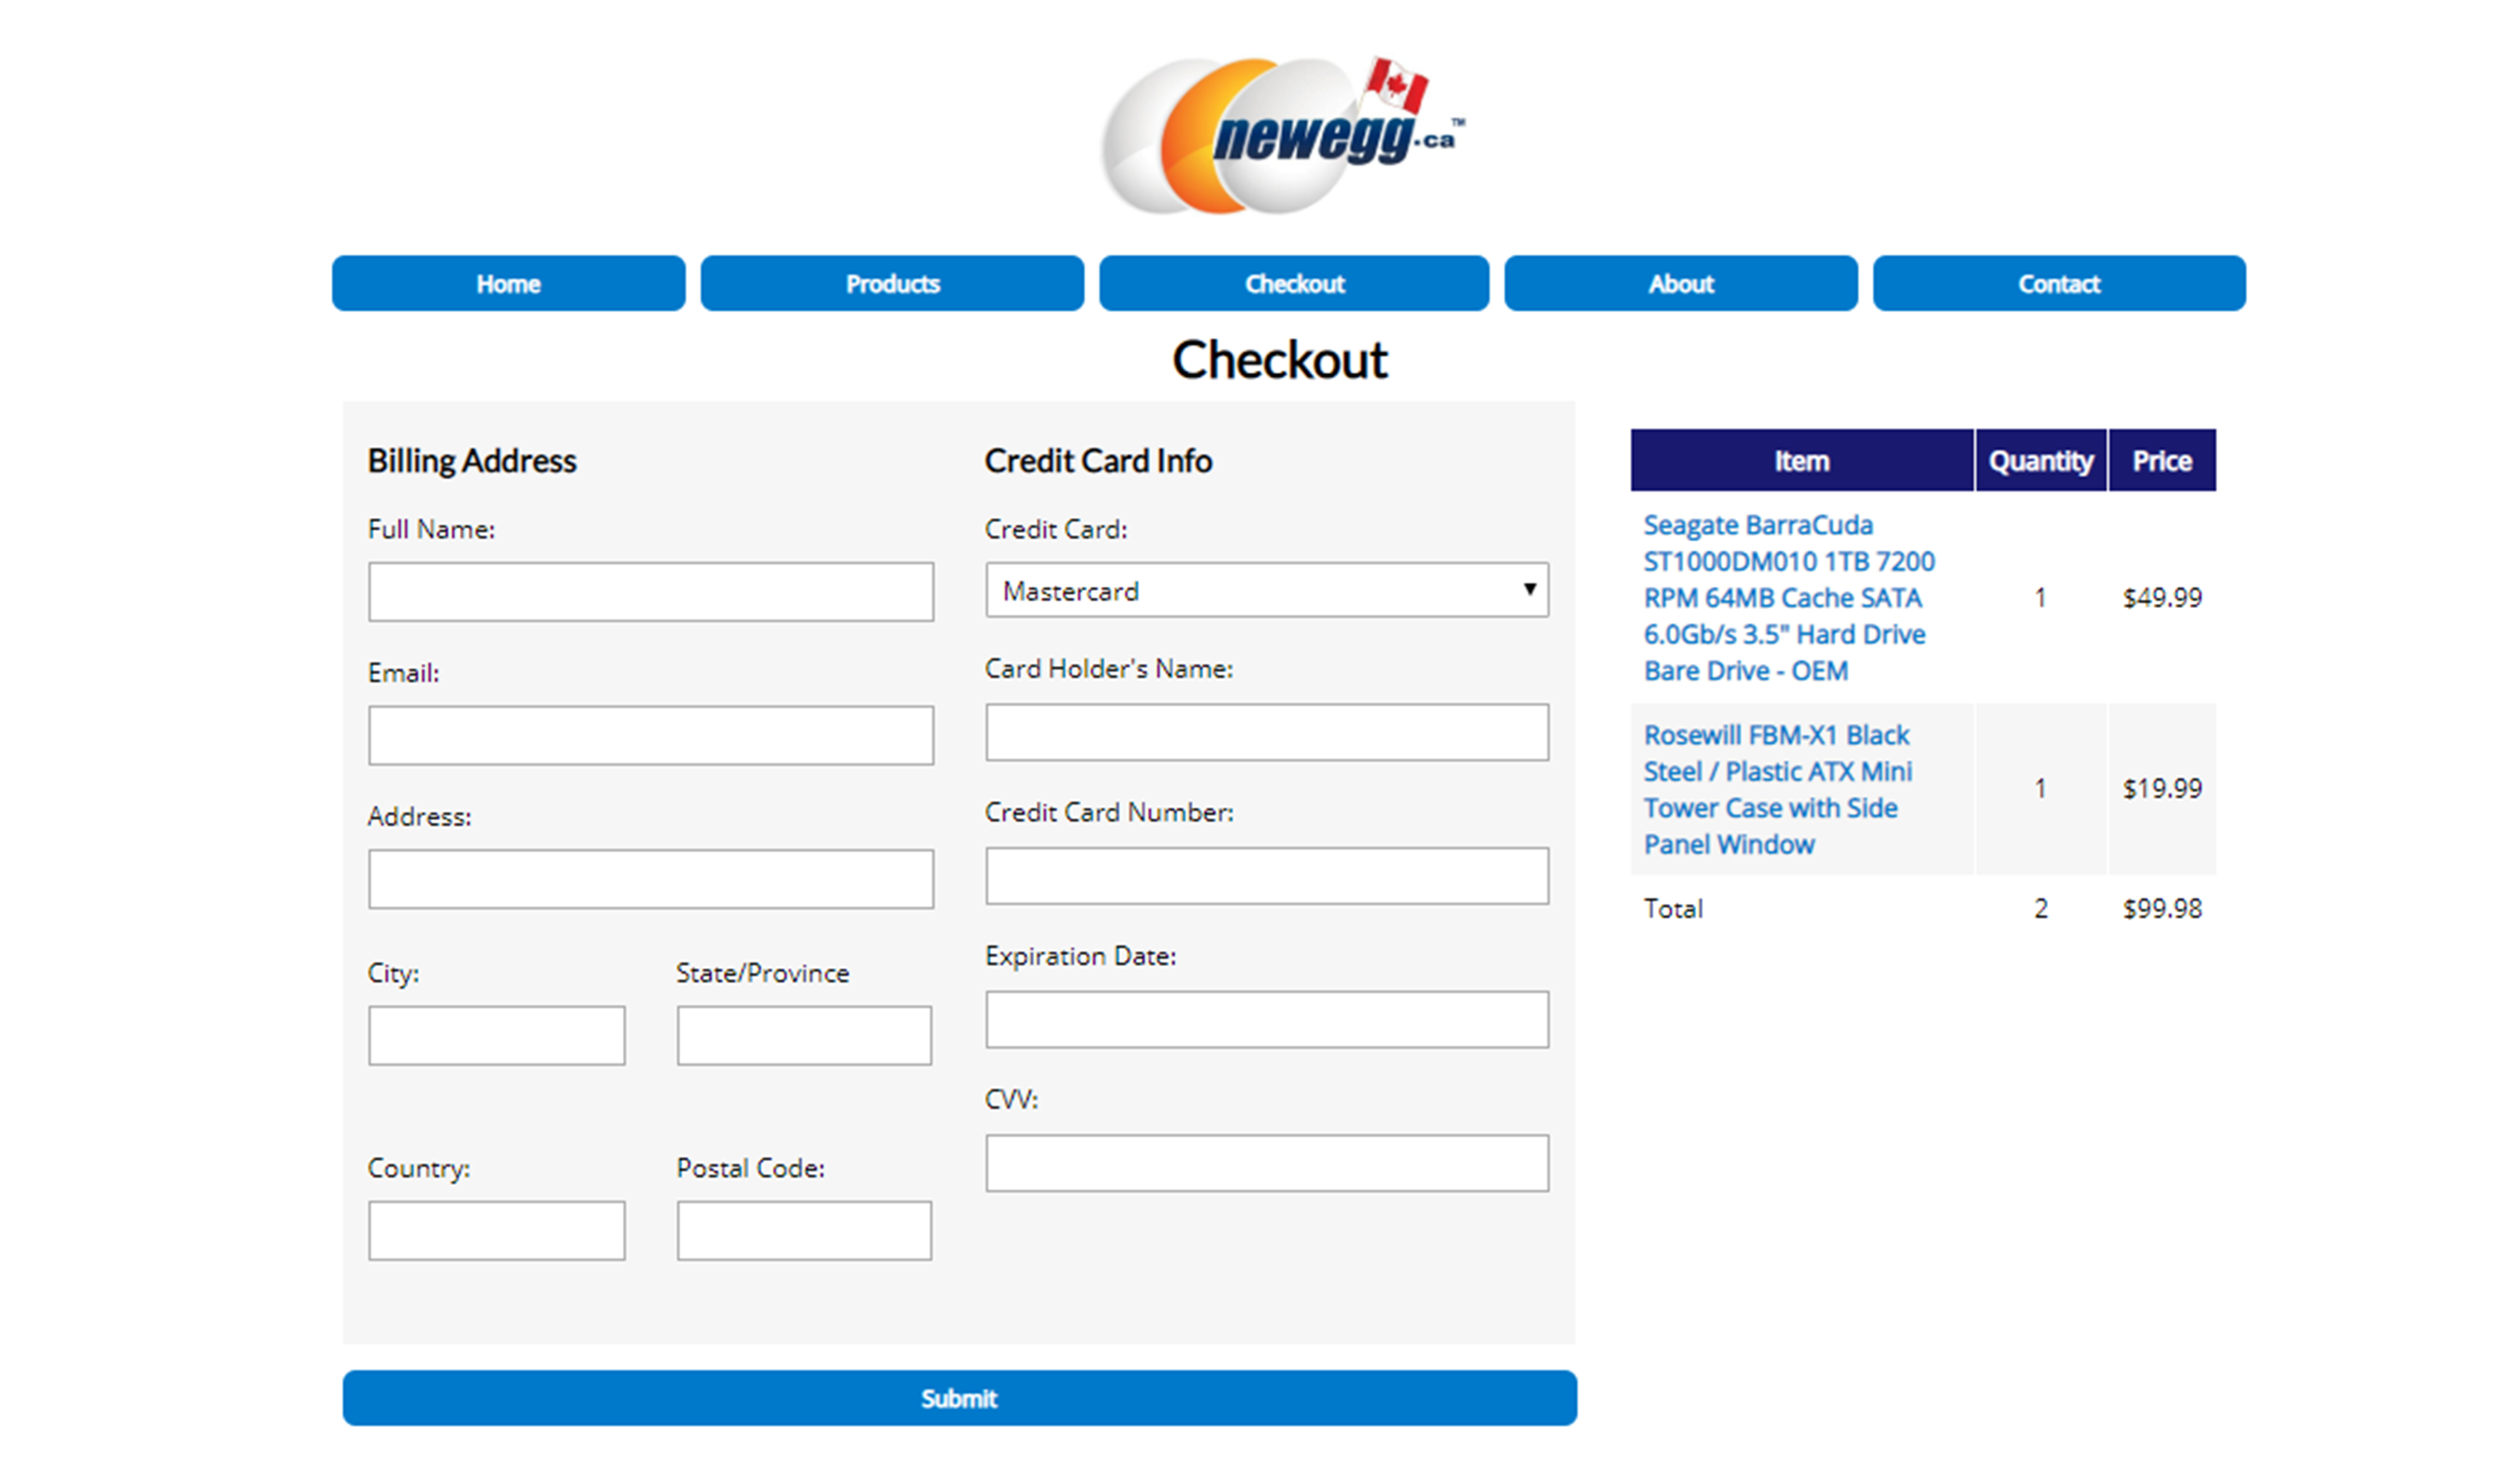 newegg.ca™
Home
Products
Checkout
About
Contact
Checkout
Billing Address
Full Name:
Email:
Address:
City:
State/Province
Country:
Postal Code:
Credit Card Info
Credit Card:
Mastercard
Card Holder's Name:
Credit Card Number:
Expiration Date:
CVV:
Submit
Item Quantity Price
Seagate BarraCuda
ST1000DM010 1TB 7200
RPM 64MB Cache SATA
6.0Gb/s 3.5" Hard Drive
Bare Drive - OEM
1 $49.99
Rosewill FBM-X1 Black
Steel / Plastic ATX Mini
Tower Case with Side
Panel Window
1 $19.99
Total 2 $99.98